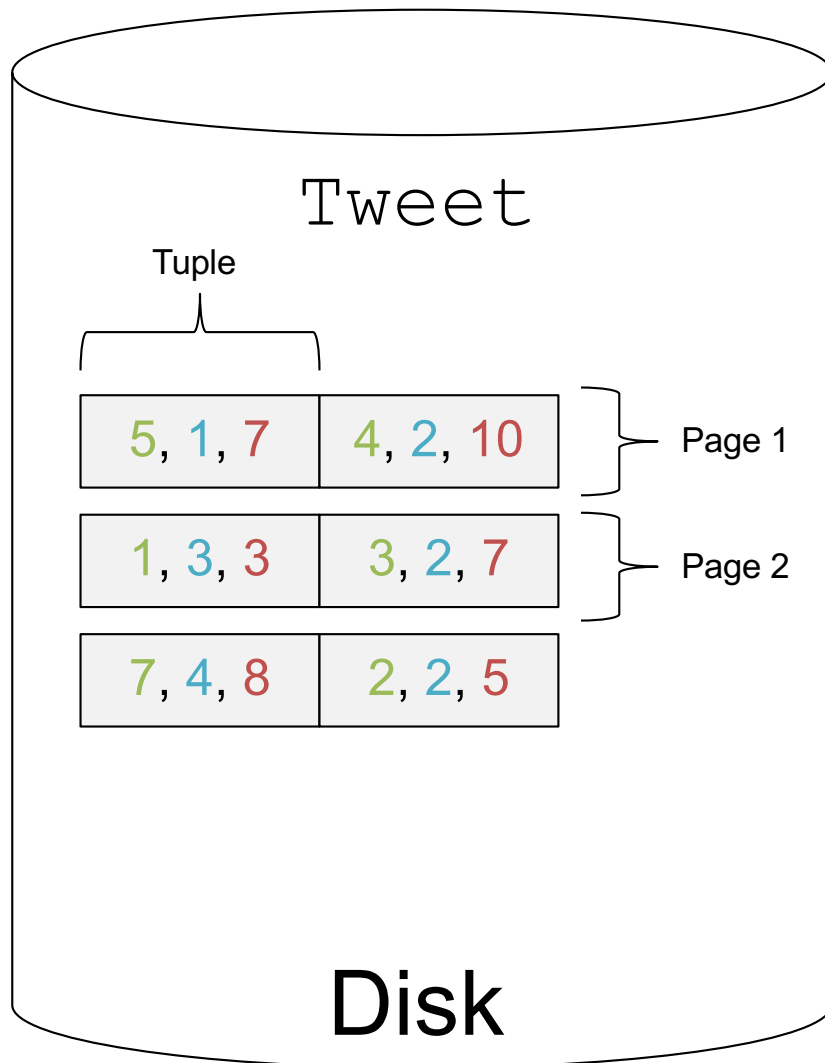 Tweet
Tuple
5, 1, 7 4, 2, 10 Page 1
1, 3, 3 3, 2, 7 Page 2
7, 4, 8 2, 2, 5
Disk